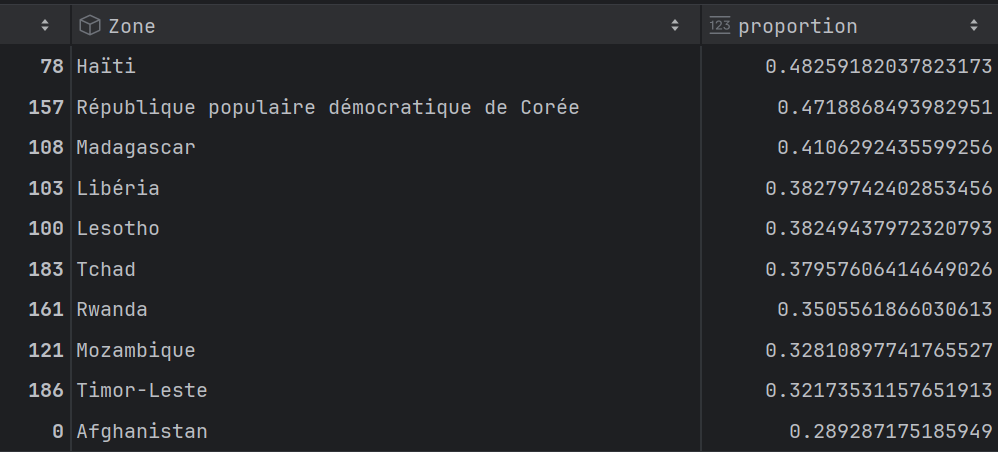 Zone 123 proportion
78 Haïti 0.48259182037823173
157 République populaire démocratique de Corée 0.4718868493982951
108 Madagascar 0.4106292435599256
103 Libéria 0.38279742402853456
100 Lesotho 0.38249437972320793
183 Tchad 0.37957606414649026
161 Rwanda 0.3505561866030613
121 Mozambique 0.32810897741765527
186 Timor-Leste 0.32173531157651913
0 Afghanistan 0.289287175185949